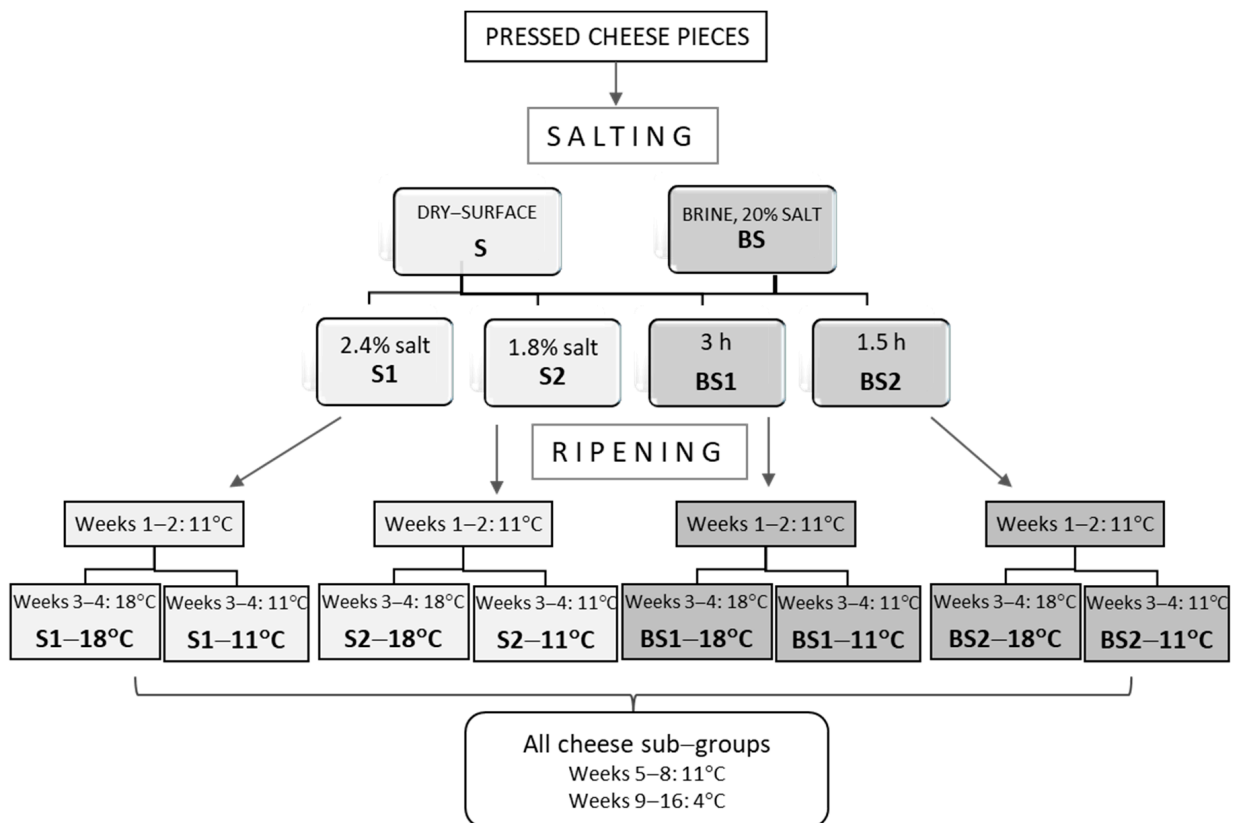 PRESSED CHEESE PIECES
SALTING
DRY–SURFACE
S
BRINE, 20% SALT
BS
2.4% salt
S1
1.8% salt
S2
3 h
BS1
1.5 h
BS2
RIPENING
Weeks 1–2: 11°C
Weeks 1–2: 11°C
Weeks 1–2: 11°C
Weeks 1–2: 11°C
Weeks 3–4: 18°C
S1–18°C
Weeks 3–4: 11°C
S1–11°C
Weeks 3–4: 18°C
S2–18°C
Weeks 3–4: 11°C
S2–11°C
Weeks 3–4: 18°C
BS1–18°C
Weeks 3–4: 11°C
BS1–11°C
Weeks 3–4: 18°C
BS2–18°C
Weeks 3–4: 11°C
BS2–11°C
All cheese sub–groups
Weeks 5–8: 11°C
Weeks 9–16: 4°C